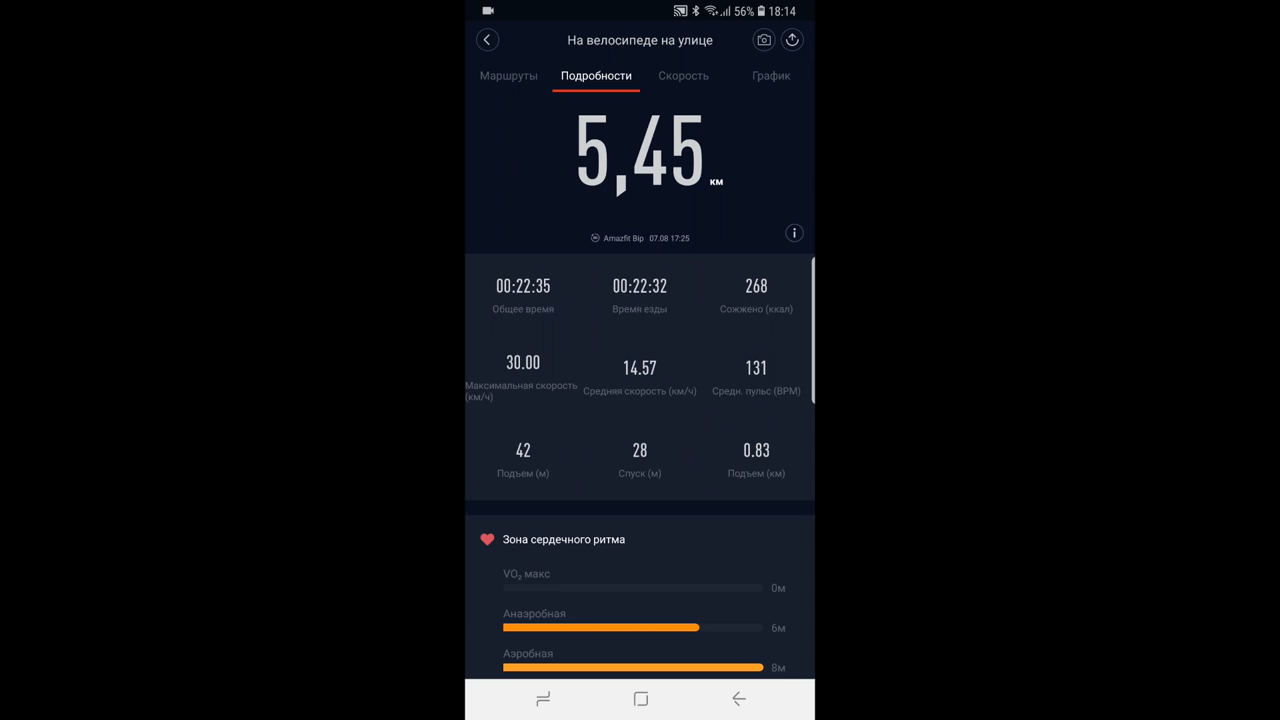 56% 18:14
На велосипеде на улице
Маршруты Подробности Скорость График
5,45 км
Amazfit Bip 07.08 17:25
00:22:35 00:22:32 268
Общее время Время езды Сожжено (ккал)
30.00 14.57 131
Максимальная скорость (км/ч) Средняя скорость (км/ч) Средн. пульс (BPM)
42 28 0.83
Подъем (м) Спуск (м) Подъем (км)
Зона сердечного ритма
VO₂ макс
0м
Анаэробная
6м
Аэробная
8м